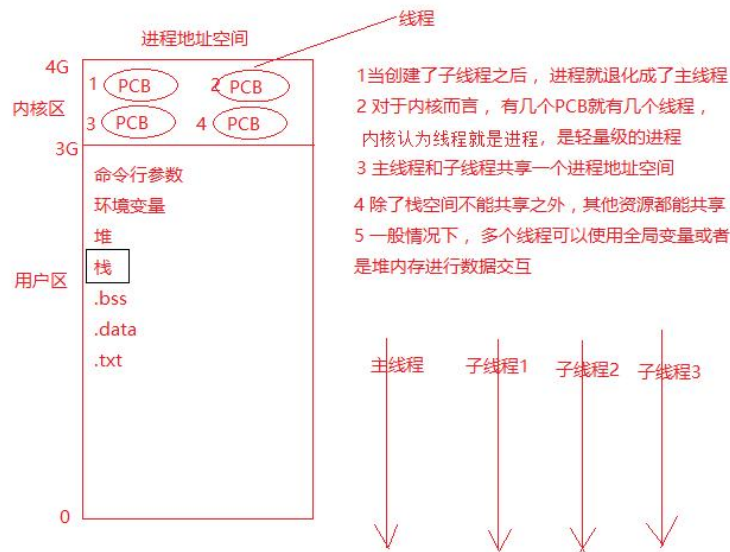 线程
进程地址空间
4G
1 PCB
2 PCB
内核区
3 PCB
4 PCB
3G
命令行参数
环境变量
堆
栈
用户区
.bss
.data
.txt
0
1当创建了子线程之后，进程就退化成了主线程
2 对于内核而言，有几个PCB就有几个线程，
内核认为线程就是进程，是轻量级的进程
3 主线程和子线程共享一个进程地址空间
4 除了栈空间不能共享之外，其他资源都能共享
5 一般情况下，多个线程可以使用全局变量或者
是堆内存进行数据交互
主线程
子线程1
子线程2
子线程3